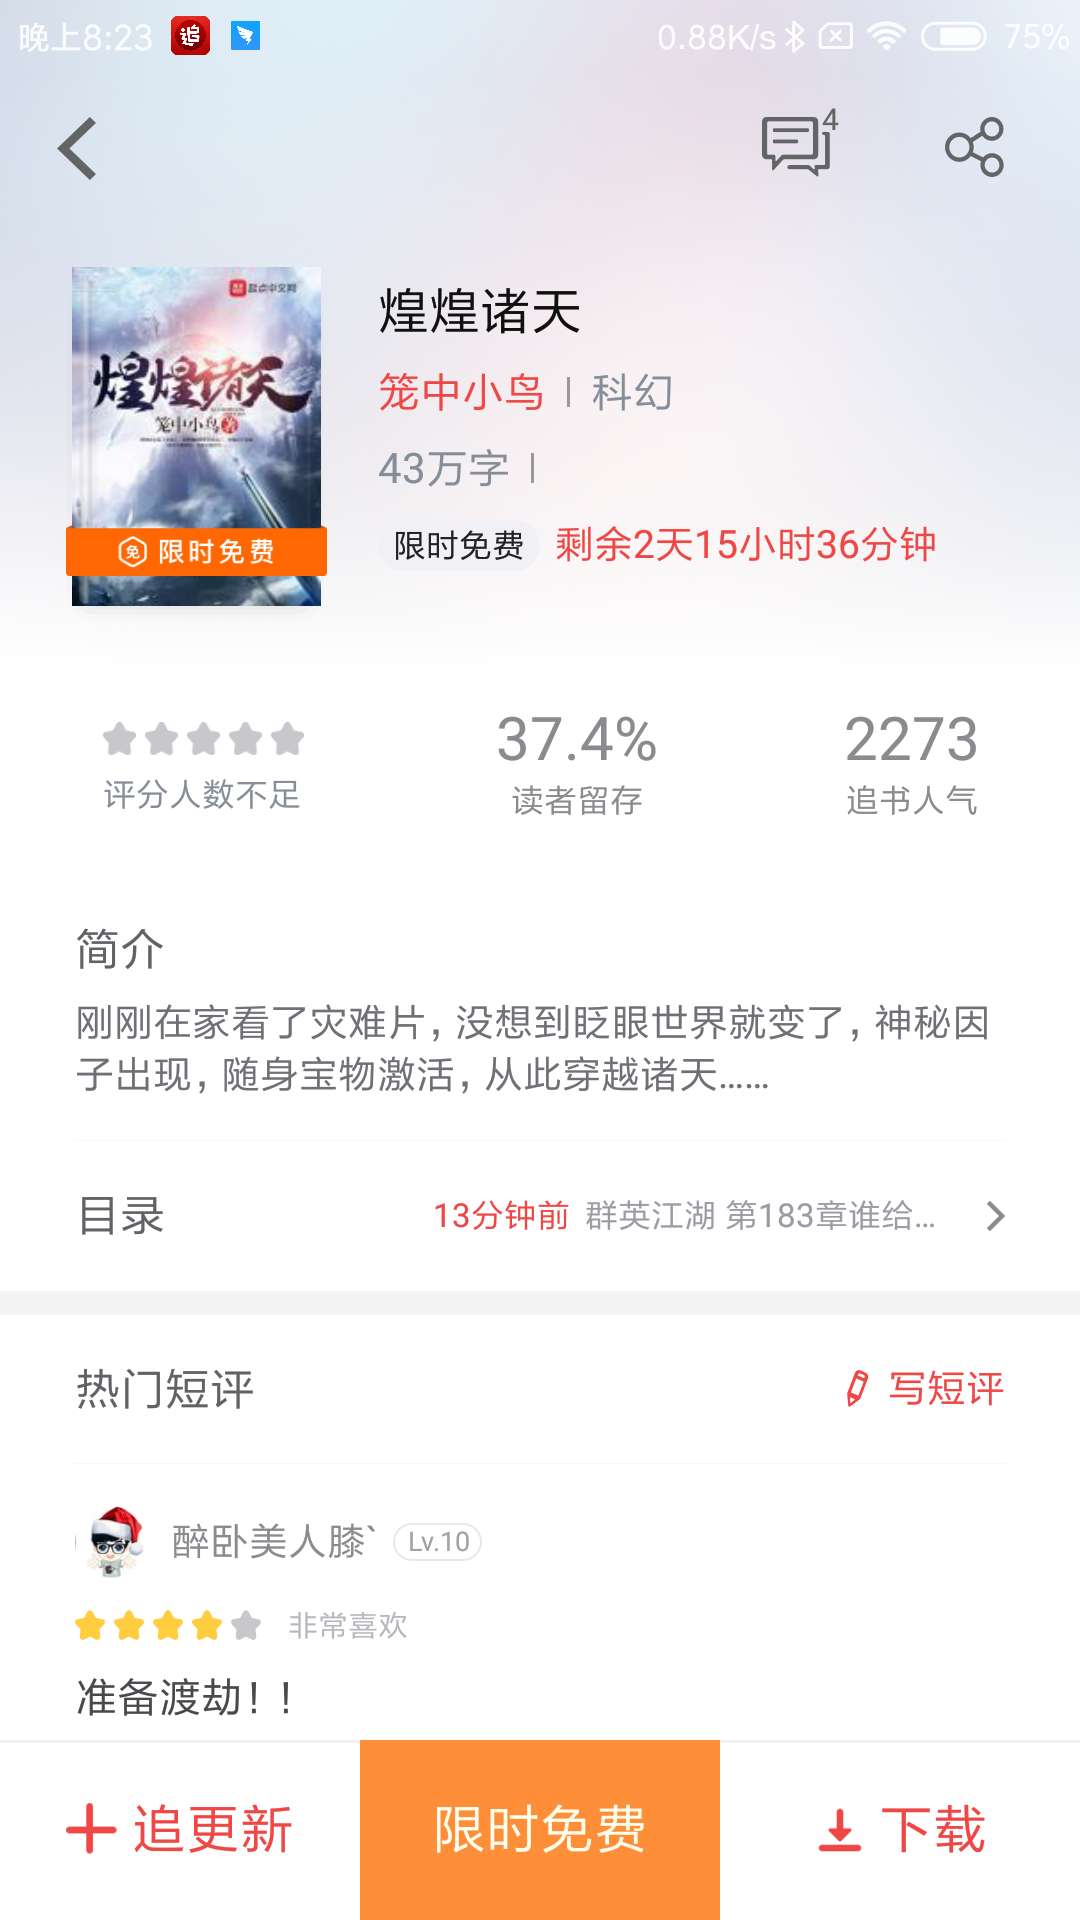 晚上8:23 追 0.88K/s 75%
4
起点中文网
煌煌诸天
笼中小鸟 著
免 限时免费
煌煌诸天
笼中小鸟 | 科幻
43万字 |
限时免费 剩余2天15小时36分钟
37.4% 2273
评分人数不足 读者留存 追书人气
简介
刚刚在家看了灾难片，没想到眨眼世界就变了，神秘因
子出现，随身宝物激活，从此穿越诸天……
目录 13分钟前 群英江湖 第183章谁给...
热门短评 写短评
醉卧美人膝` Lv.10
非常喜欢
准备渡劫！！
追更新 限时免费 下载